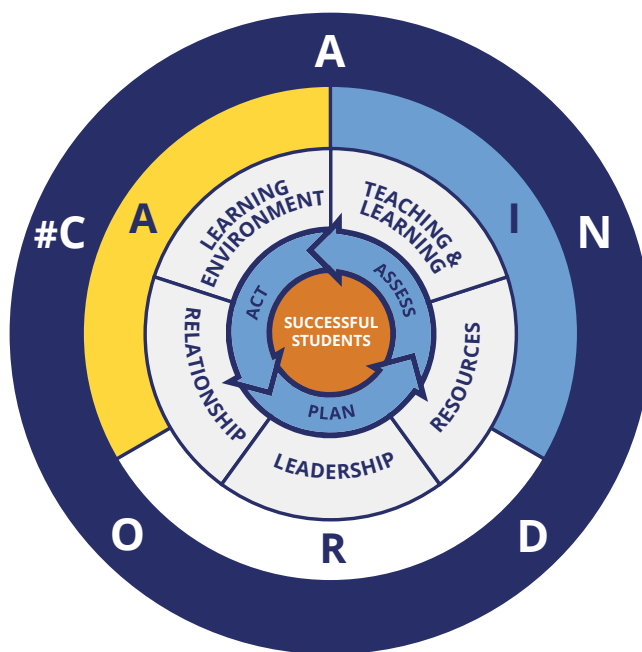 A
#C
N
O
D
A
I
R
LEARNING
ENVIRONMENT
TEACHING &
LEARNING
RELATIONSHIP
RESOURCES
LEADERSHIP
ACT
ASSESS
PLAN
SUCCESSFUL
STUDENTS